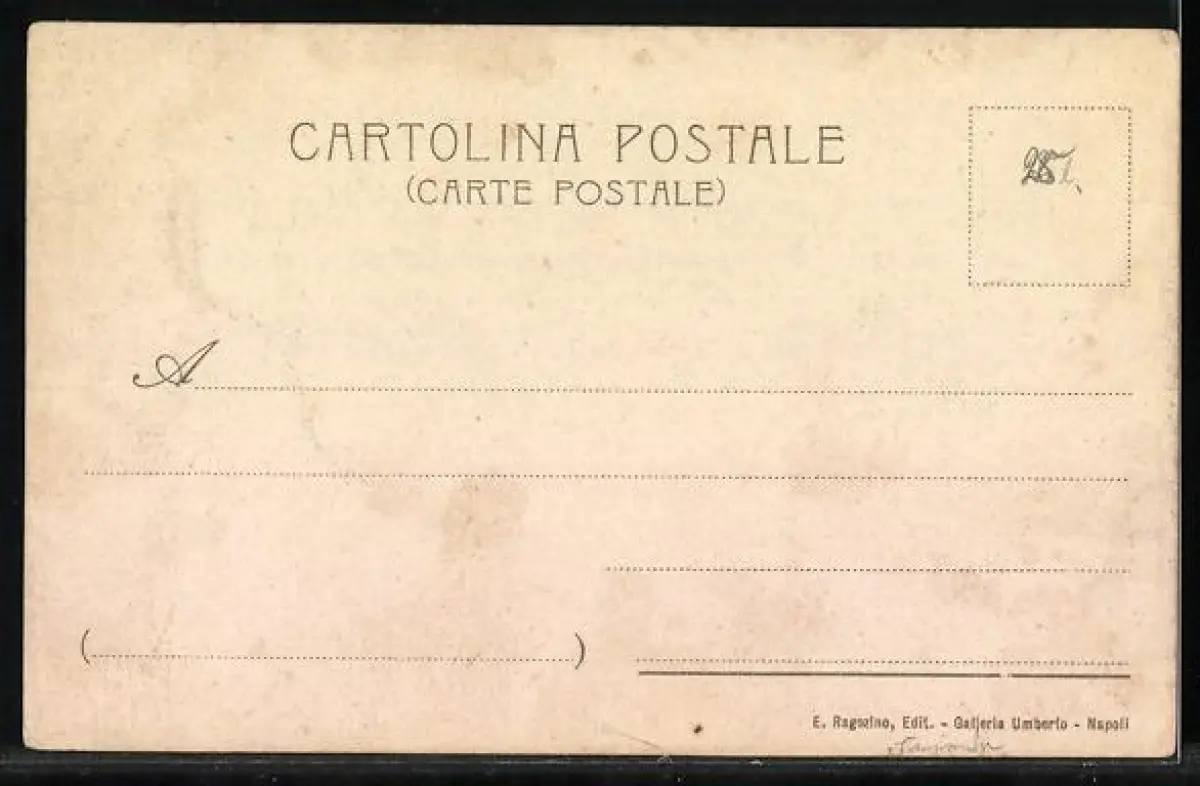 CARTOLINA POSTALE
(CARTE POSTALE)
A
( )
E. Ragozino, Edit. - Galleria Umberto - Napoli